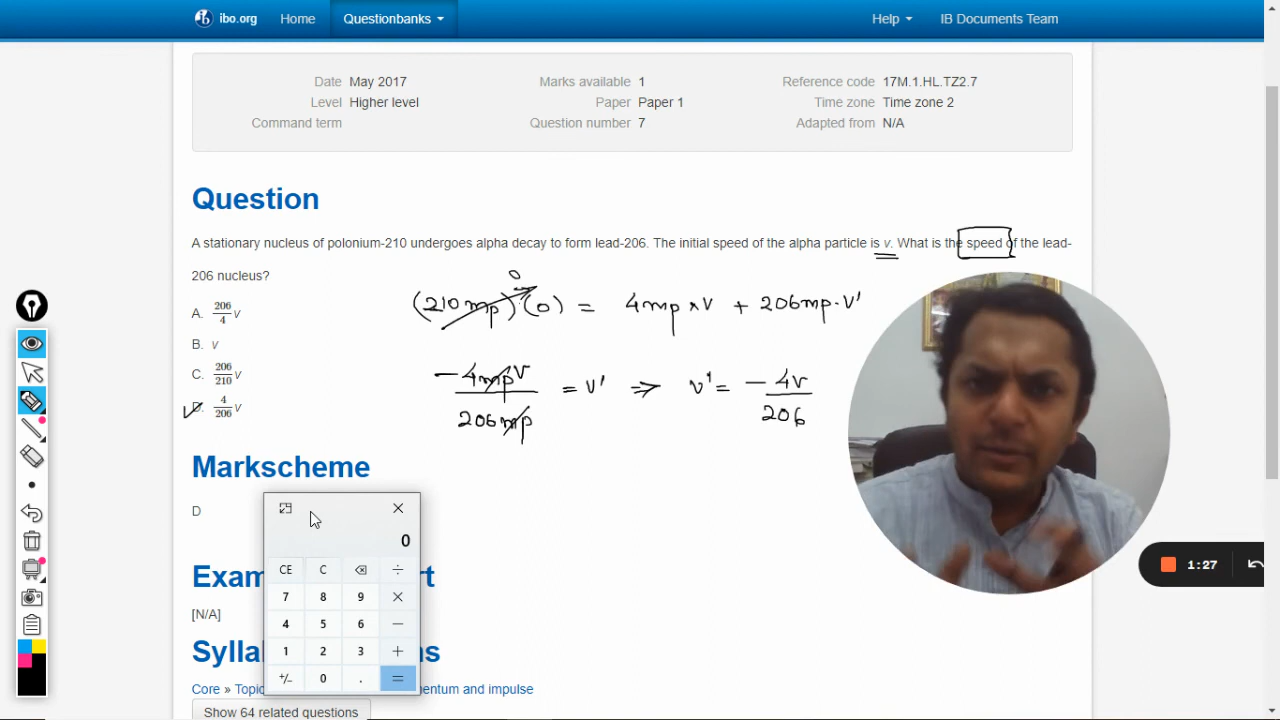 ibo.org Home Questionbanks Help IB Documents Team
Date May 2017 Marks available 1 Reference code 17M.1.HL.TZ2.7
Level Higher level Paper Paper 1 Time zone Time zone 2
Command term Question number 7 Adapted from N/A
Question
A stationary nucleus of polonium-210 undergoes alpha decay to form lead-206. The initial speed of the alpha particle is v. What is the speed of the lead-
206 nucleus?
0
(210mp)(0) = 4mp×v + 206mp·v'
A. 206/4 v
B. v
C. 206/210 v
D. 4/206 v
-4mpv/206mp = v' ⇒ v' = -4v/206
Markscheme
D
0
CE C ⌫ ÷
7 8 9 ×
4 5 6 −
1 2 3 +
+/− 0 . =
Exam rt
[N/A]
Sylla ns
Core » Topi mentum and impulse
Show 64 related questions
1:27